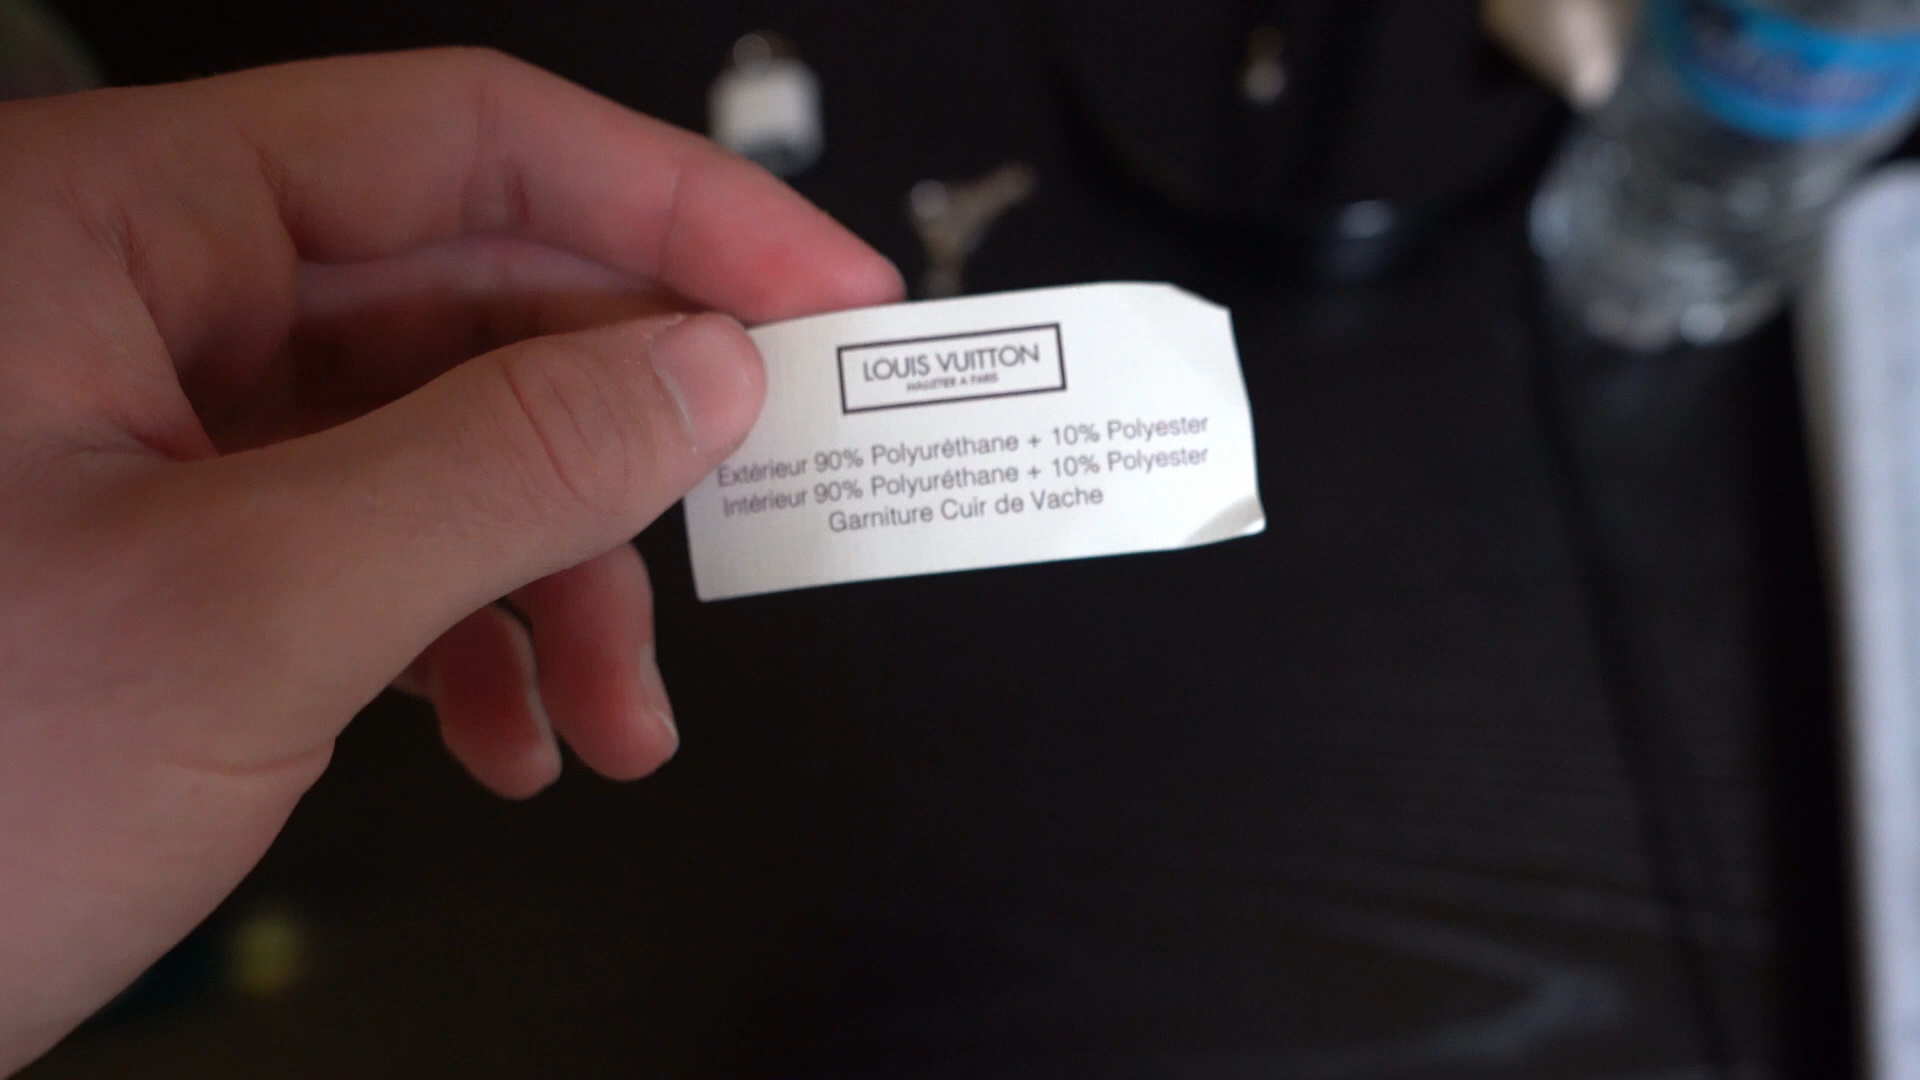 LOUIS VUITTON
MALLETIER A PARIS
Extérieur 90% Polyuréthane + 10% Polyester
Intérieur 90% Polyuréthane + 10% Polyester
Garniture Cuir de Vache